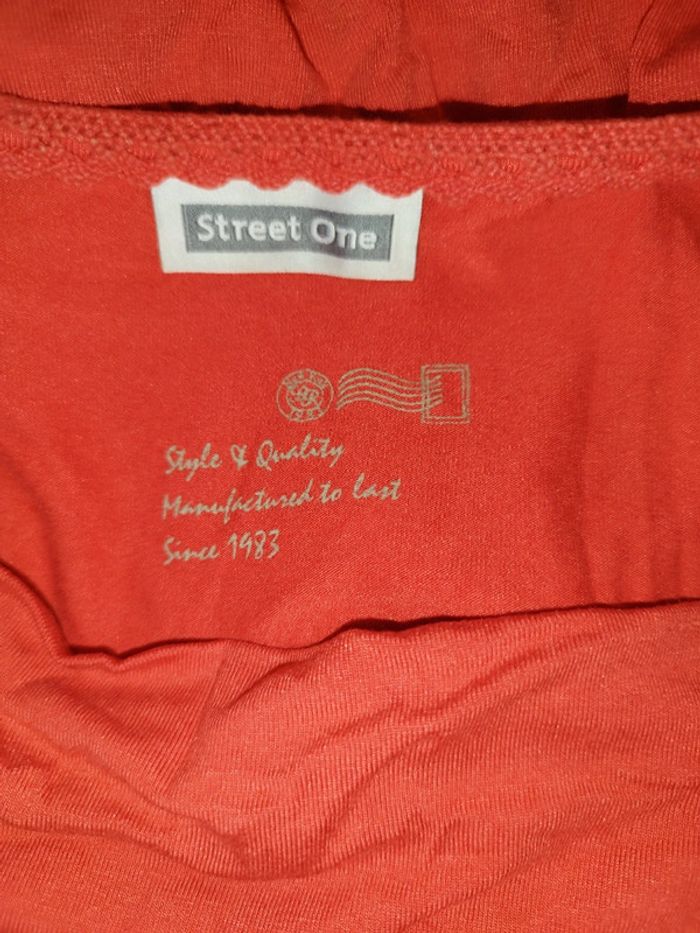 Street One
Style & Quality
Manufactured to last
Since 1983